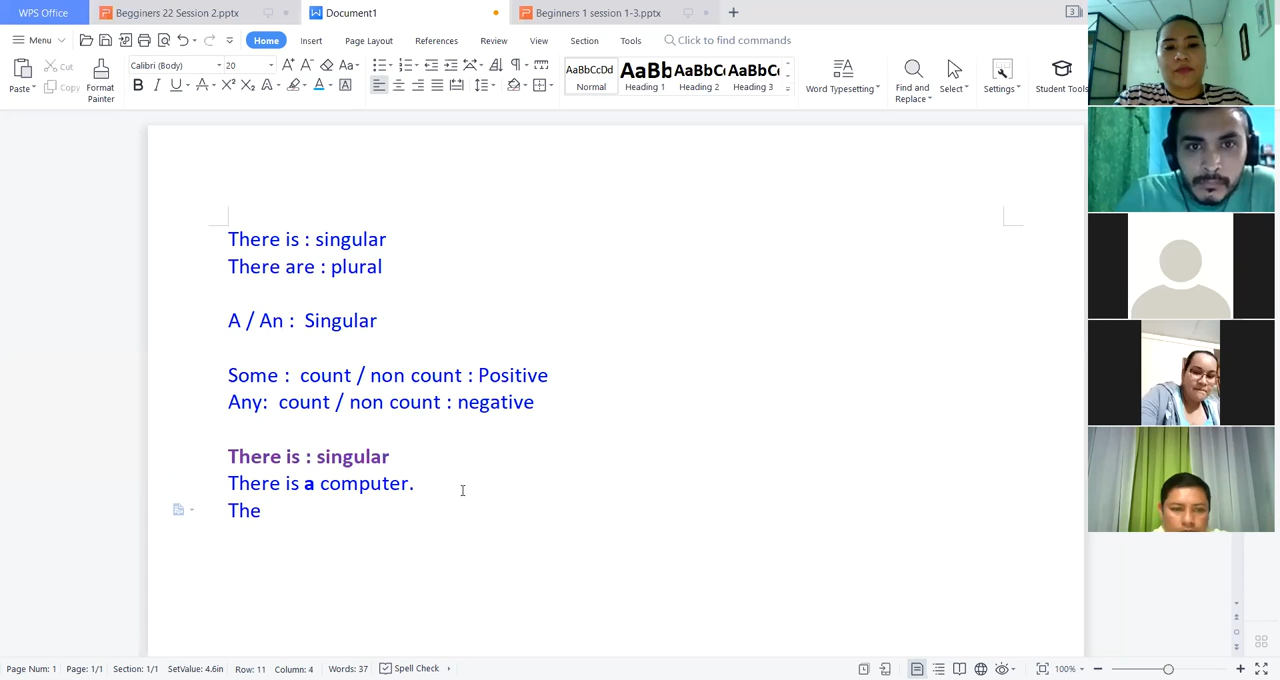 WPS Office
Begginers 22 Session 2.pptx
Document1
Beginners 1 session 1-3.pptx
3
Menu
Home
Insert
Page Layout
References
Review
View
Section
Tools
Click to find commands
Paste
Cut
Copy
Format Painter
Calibri (Body)
20
AaBbCcDd
Normal
AaBb
Heading 1
AaBbC
Heading 2
AaBbC
Heading 3
Word Typesetting
Find and Replace
Select
Settings
Student Tools
There is : singular
There are : plural
A / An : Singular
Some : count / non count : Positive
Any: count / non count : negative
There is : singular
There is a computer.
The
Page Num: 1
Page: 1/1
Section: 1/1
SetValue: 4.6in
Row: 11
Column: 4
Words: 37
Spell Check
100%